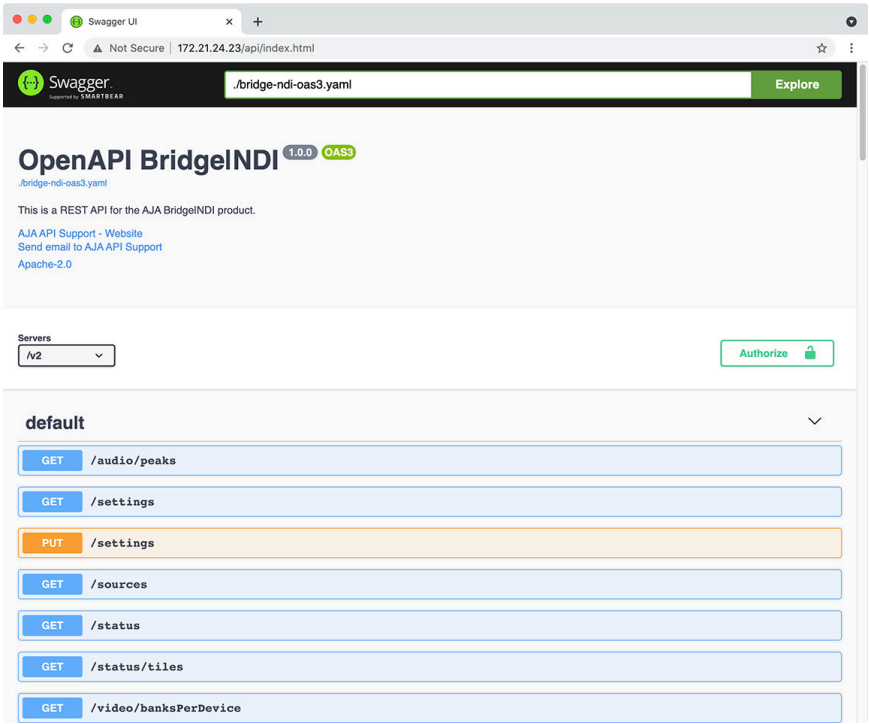 Swagger UI
Not Secure | 172.21.24.23/api/index.html
Swagger.
Supported by SMARTBEAR
./bridge-ndi-oas3.yaml
Explore
OpenAPI BridgeINDI 1.0.0 OAS3
./bridge-ndi-oas3.yaml
This is a REST API for the AJA BridgeINDI product.
AJA API Support - Website
Send email to AJA API Support
Apache-2.0
Servers
/v2
Authorize
default
GET /audio/peaks
GET /settings
PUT /settings
GET /sources
GET /status
GET /status/tiles
GET /video/banksPerDevice